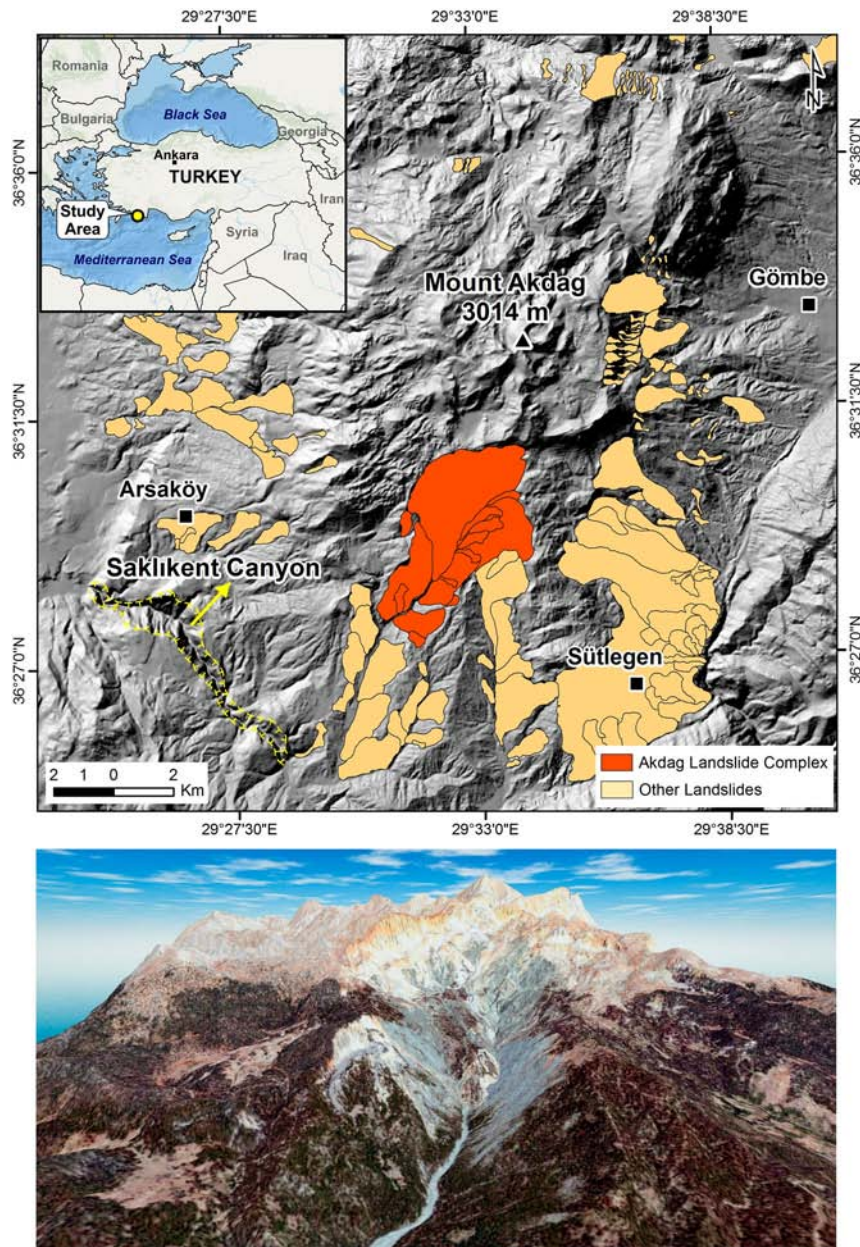 29°27'30"E
29°33'0"E
29°38'30"E
36°36'0"N
36°31'30"N
36°27'0"N
Romania
Bulgaria
Black Sea
Georgia
Ankara
TURKEY
Iran
Study
Area
Syria
Iraq
Mediterranean Sea
N
36°36'0"N
36°31'30"N
36°27'0"N
Mount Akdag
3014 m
Gömbe
Arsaköy
Saklıkent Canyon
Sütlegen
2 1 0 2
Km
Akdag Landslide Complex
Other Landslides
29°27'30"E
29°33'0"E
29°38'30"E